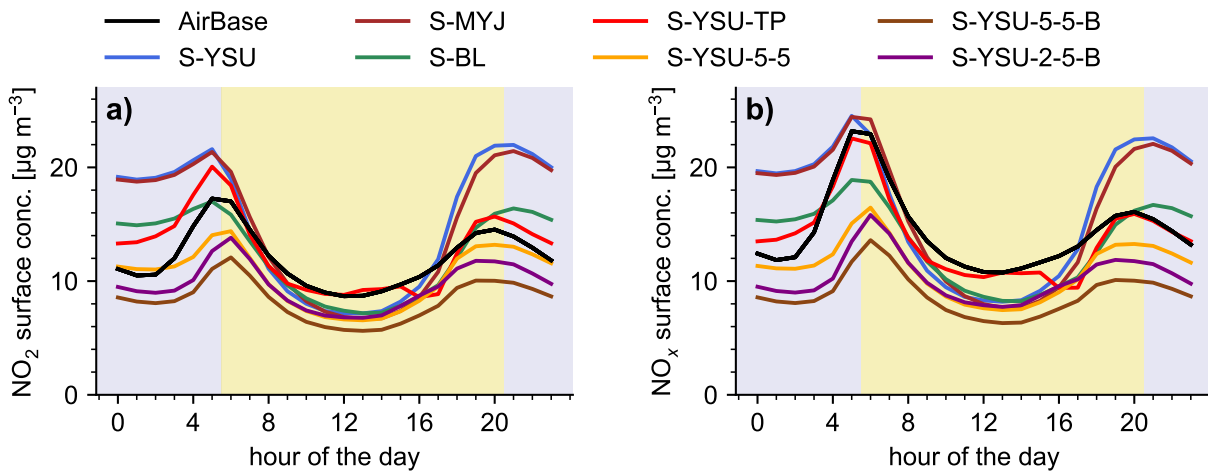 AirBase S-MYJ S-YSU-TP S-YSU-5-5-B
S-YSU S-BL S-YSU-5-5 S-YSU-2-5-B
a)
NO₂ surface conc. [µg m⁻³]
20
10
0
0 4 8 12 16 20
hour of the day
b)
NOₓ surface conc. [µg m⁻³]
20
10
0
0 4 8 12 16 20
hour of the day